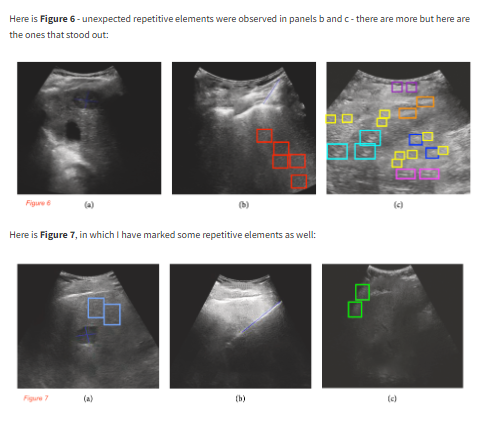 Here is Figure 6 - unexpected repetitive elements were observed in panels b and c - there are more but here are
the ones that stood out:
Figure 6 (a) (b) (c)
Here is Figure 7, in which I have marked some repetitive elements as well:
Figure 7 (a) (b) (c)